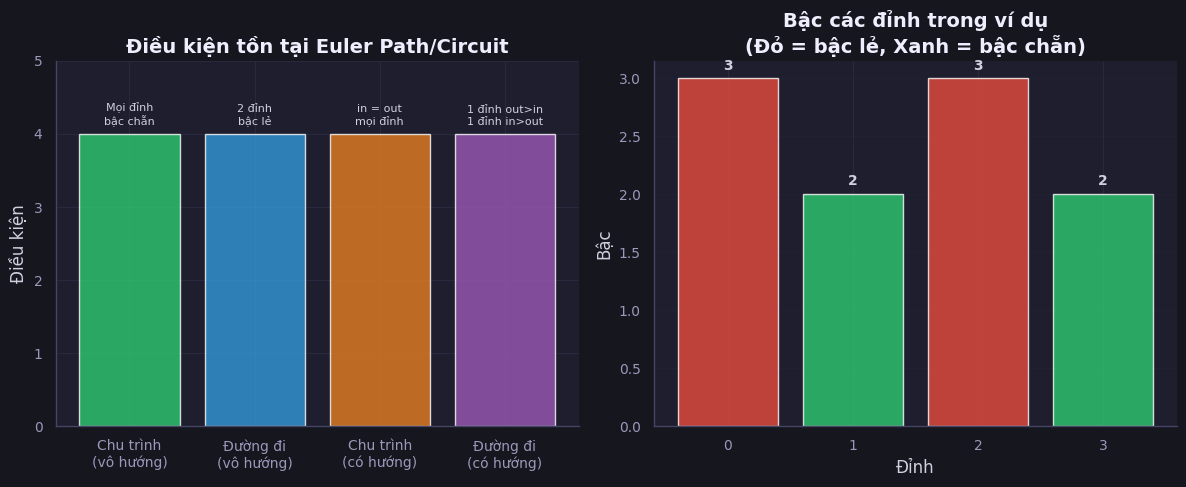 Điều kiện tồn tại Euler Path/Circuit
5
4
3
2
1
0
Điều kiện
Mọi đỉnh
bậc chẵn
2 đỉnh
bậc lẻ
in = out
mọi đỉnh
1 đỉnh out>in
1 đỉnh in>out
Chu trình
(vô hướng)
Đường đi
(vô hướng)
Chu trình
(có hướng)
Đường đi
(có hướng)
Bậc các đỉnh trong ví dụ
(Đỏ = bậc lẻ, Xanh = bậc chẵn)
3.0
2.5
2.0
1.5
1.0
0.5
0.0
Bậc
3
2
3
2
0
1
2
3
Đỉnh